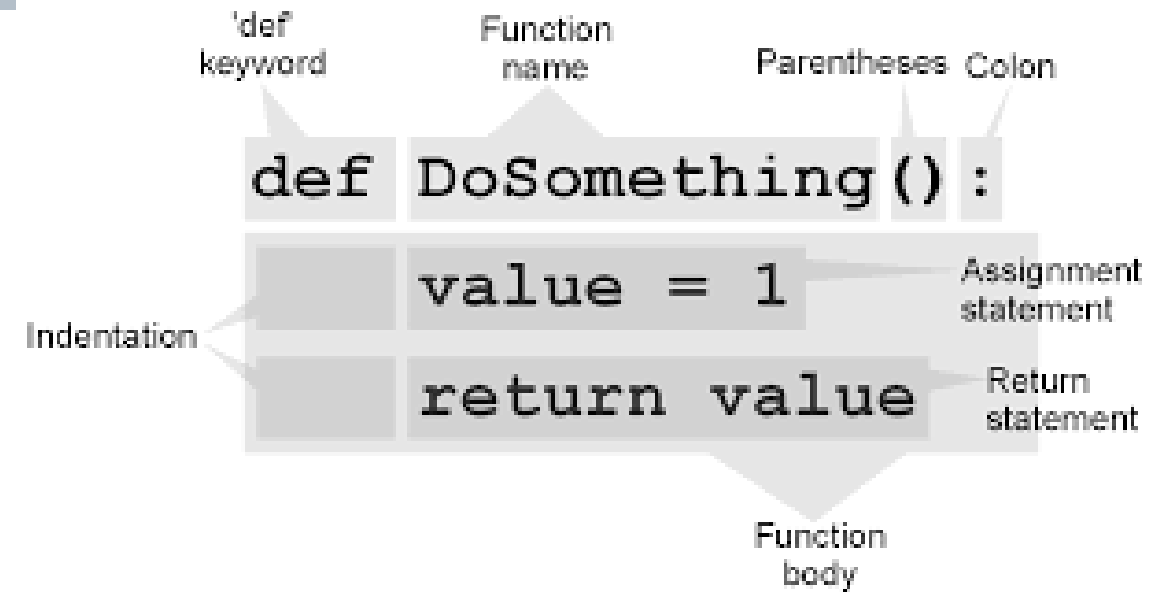 'def'
keyword
Function
name
Parentheses
Colon
def DoSomething():
value = 1
Assignment
statement
Indentation
return value
Return
statement
Function
body